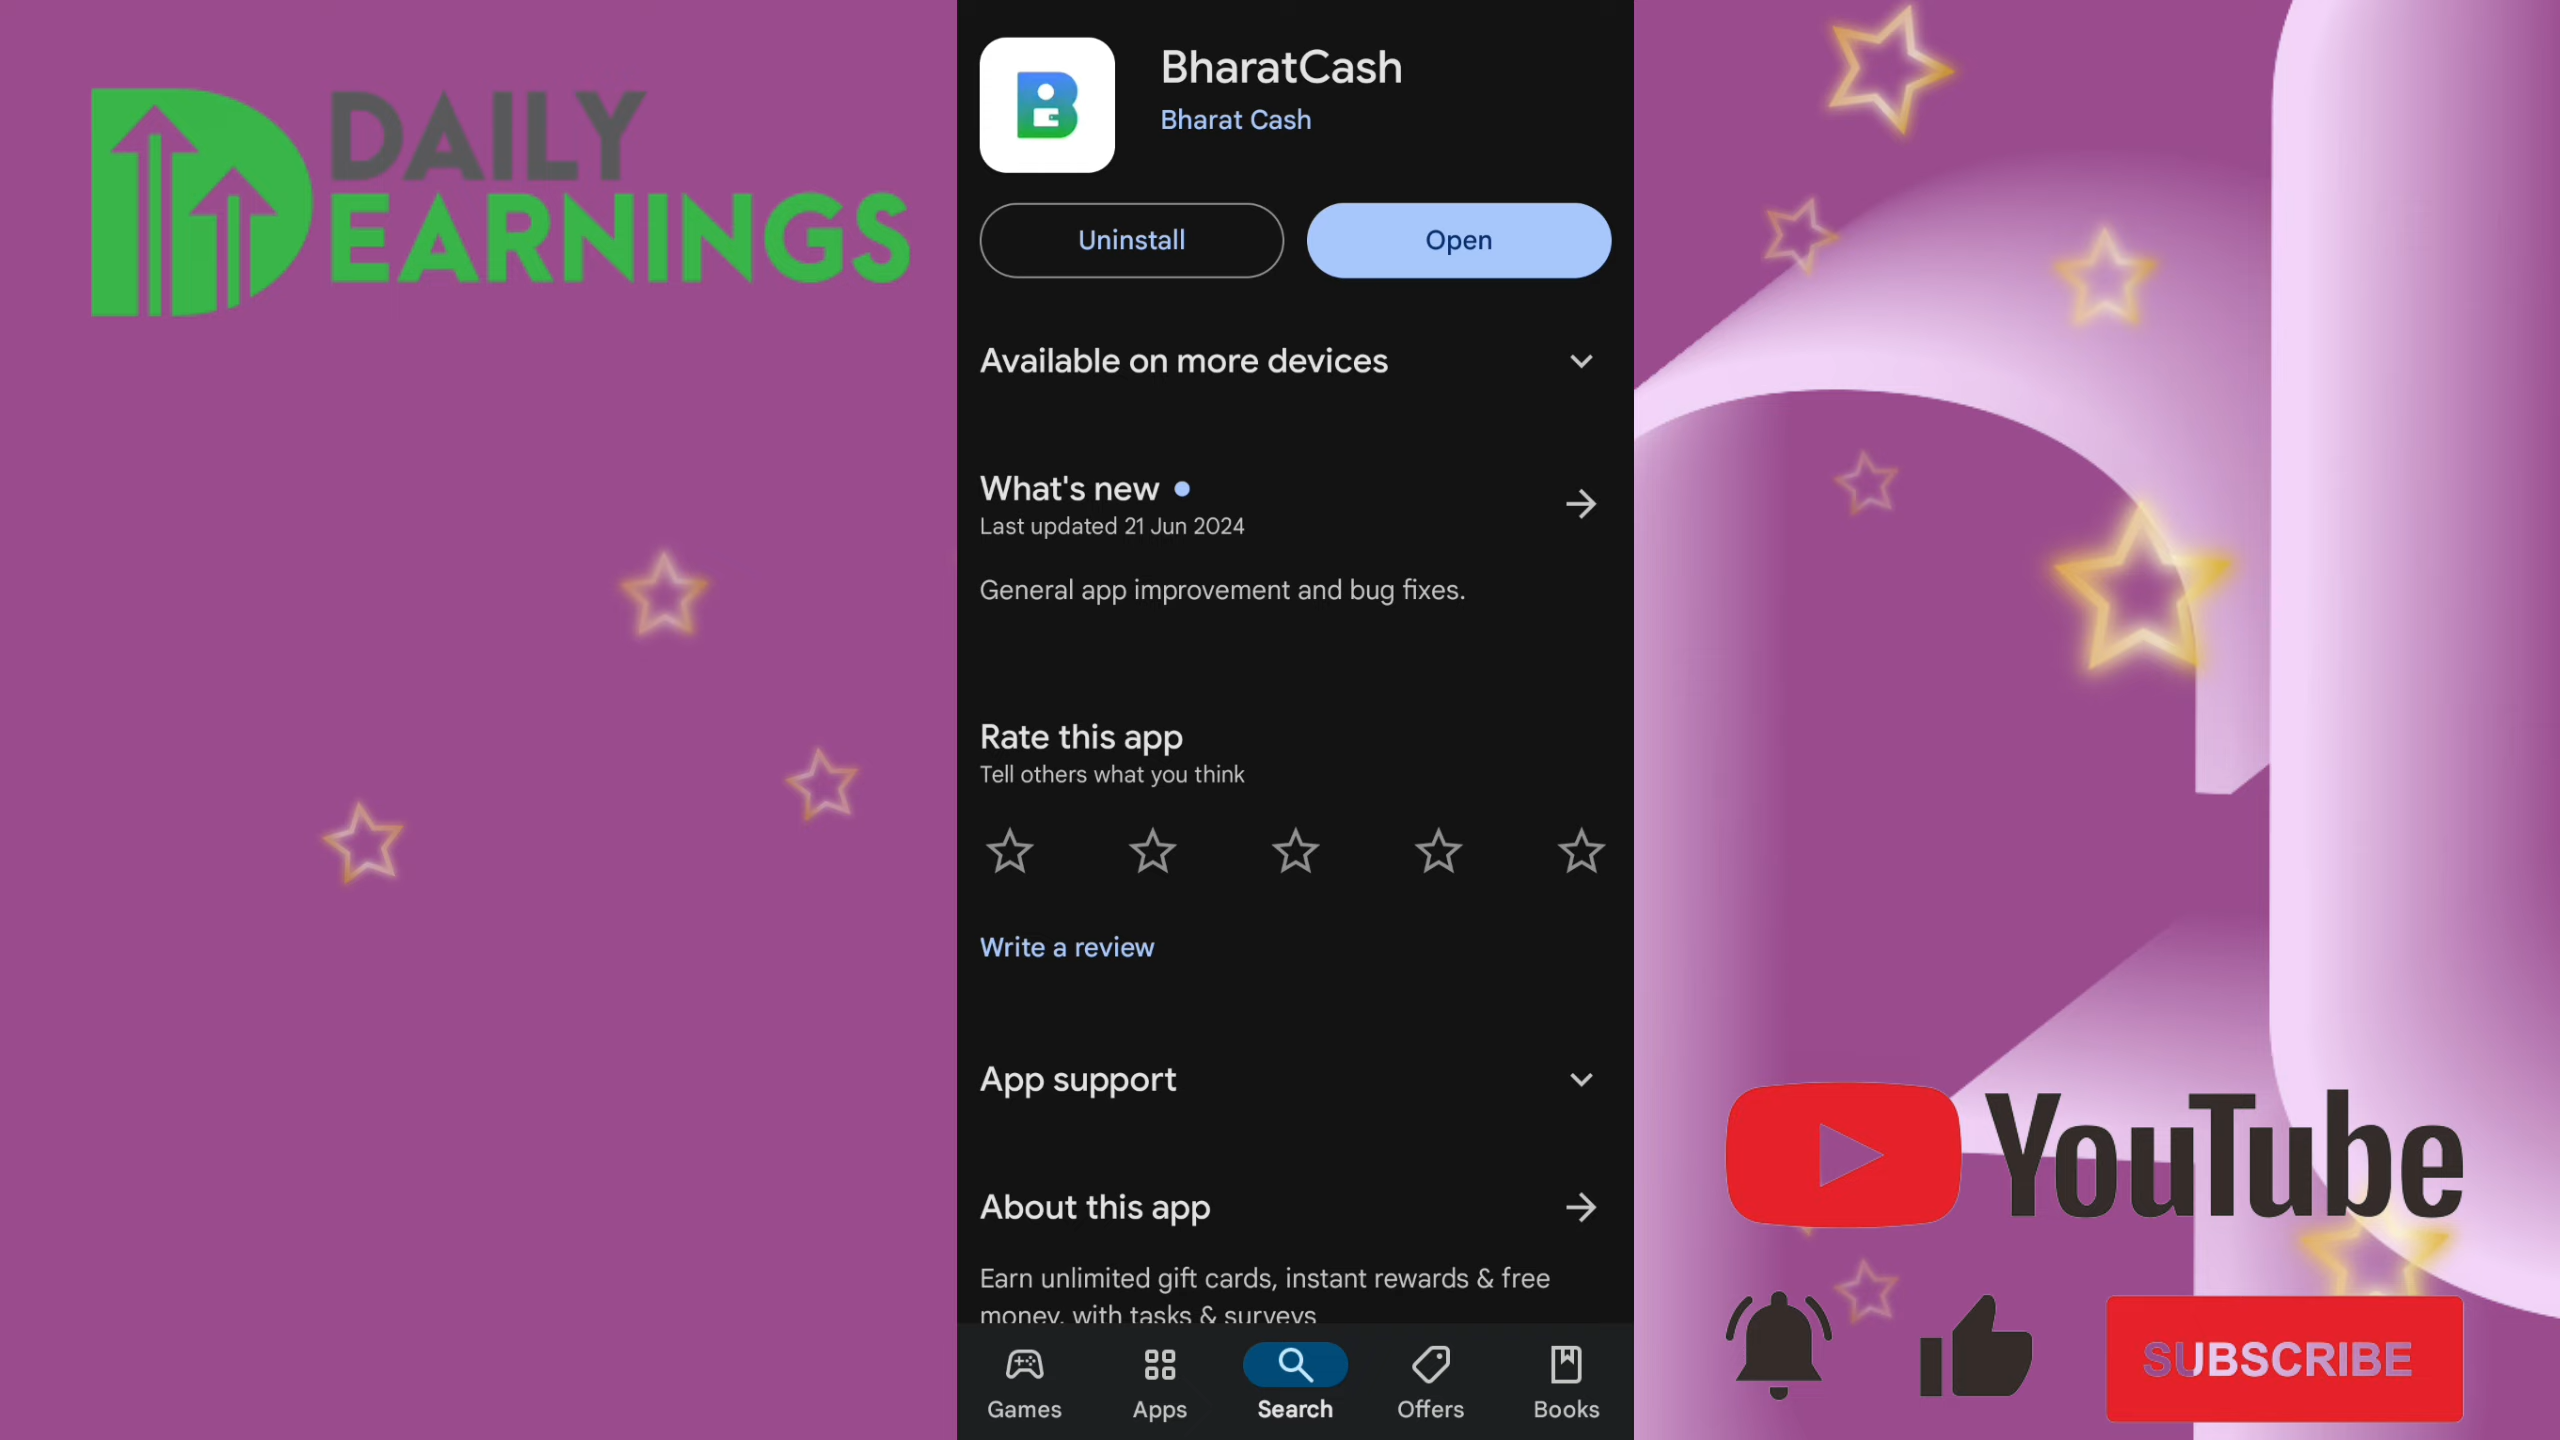 DAILY
EARNINGS
BharatCash
Bharat Cash
Uninstall
Open
Available on more devices
What's new
Last updated 21 Jun 2024
General app improvement and bug fixes.
Rate this app
Tell others what you think
Write a review
App support
About this app
Earn unlimited gift cards, instant rewards & free
money, with tasks & surveys
Games
Apps
Search
Offers
Books
YouTube
SUBSCRIBE